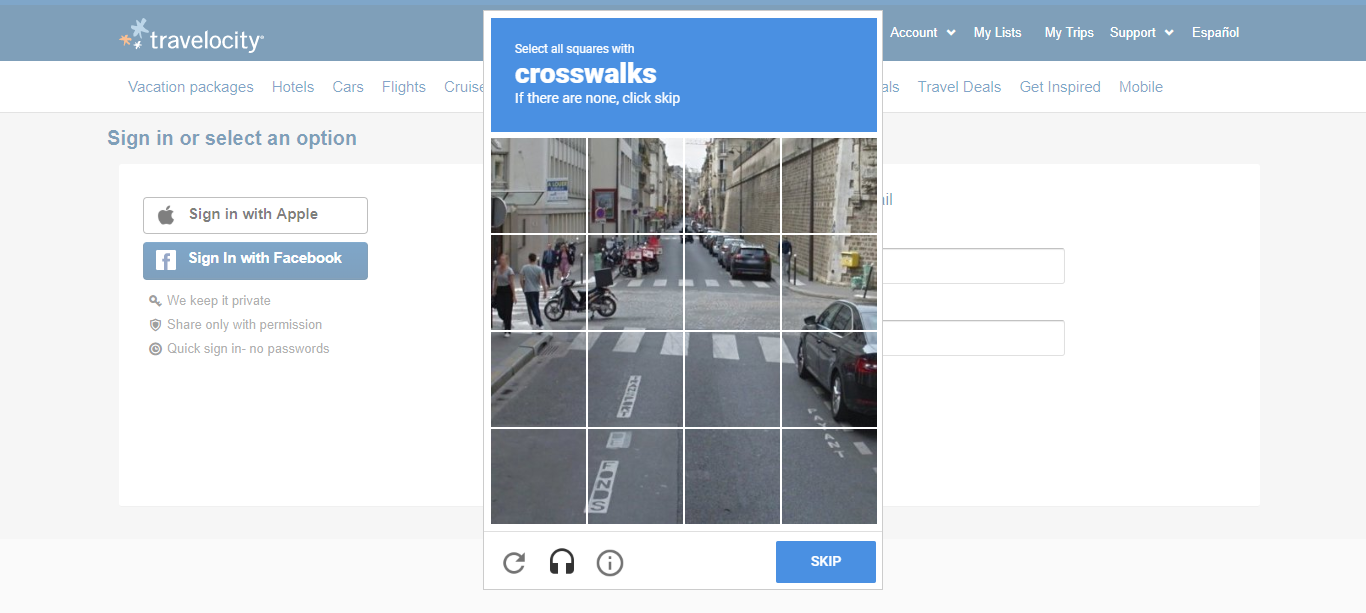 travelocity
Account
My Lists
My Trips
Support
Español
Vacation packages
Hotels
Cars
Flights
Cruise
als
Travel Deals
Get Inspired
Mobile
Sign in or select an option
Sign in with Apple
Sign In with Facebook
We keep it private
Share only with permission
Quick sign in- no passwords
ail
Select all squares with
crosswalks
If there are none, click skip
SKIP